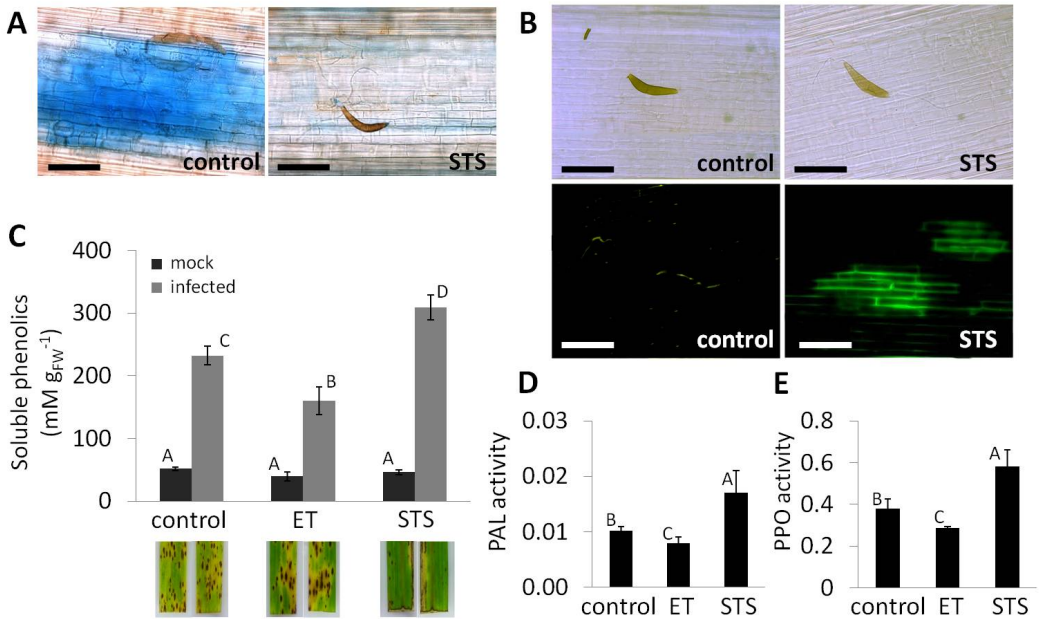 A
control
STS
B
control
STS
control
STS
C
Soluble phenolics
(mM gFW-1)
400
300
200
100
0
mock
infected
A
C
A
B
A
D
control
ET
STS
D
PAL activity
0.03
0.02
0.01
0.00
B
C
A
control
ET
STS
E
PPO activity
0.8
0.6
0.4
0.2
0
B
C
A
control
ET
STS